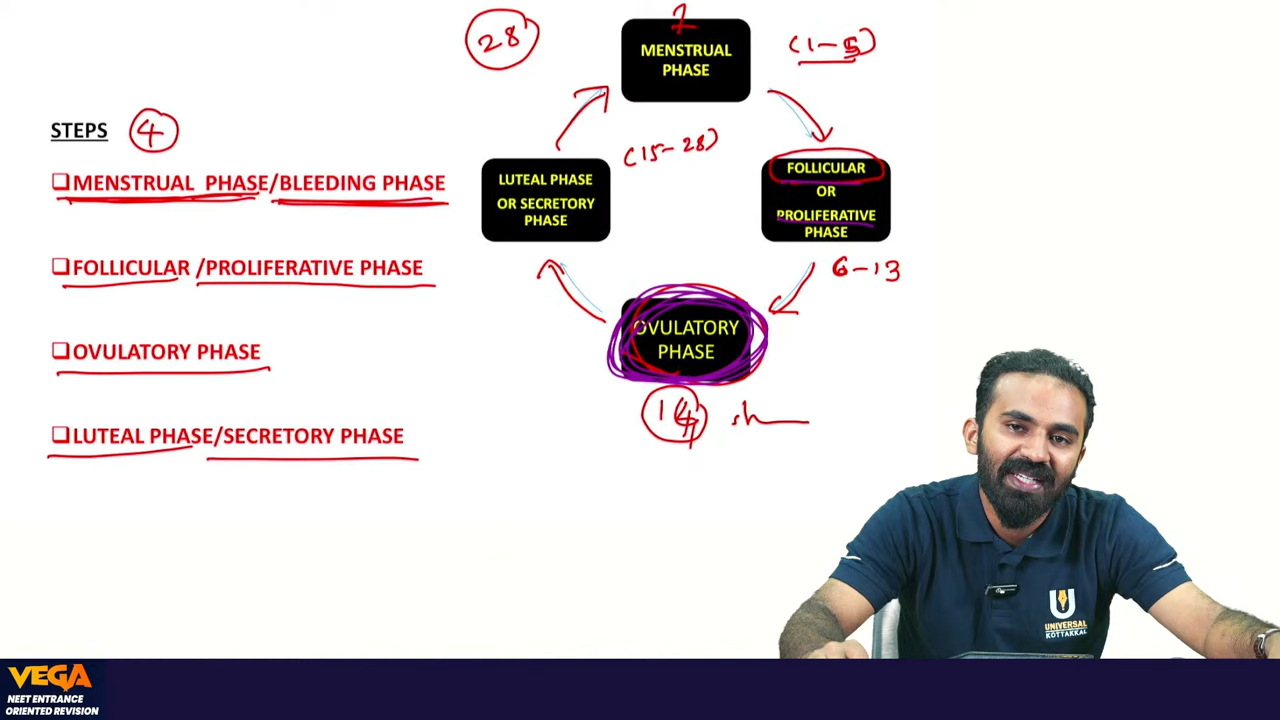 STEPS 4
MENSTRUAL PHASE/BLEEDING PHASE
FOLLICULAR /PROLIFERATIVE PHASE
OVULATORY PHASE
LUTEAL PHASE/SECRETORY PHASE
28
MENSTRUAL
PHASE
(1-5)
FOLLICULAR
OR
PROLIFERATIVE
PHASE
6-13
OVULATORY
PHASE
14
LUTEAL PHASE
OR SECRETORY
PHASE
(15-28)
U
UNIVERSAL
KOTTAKKAL
VEGA
NEET ENTRANCE
ORIENTED REVISION